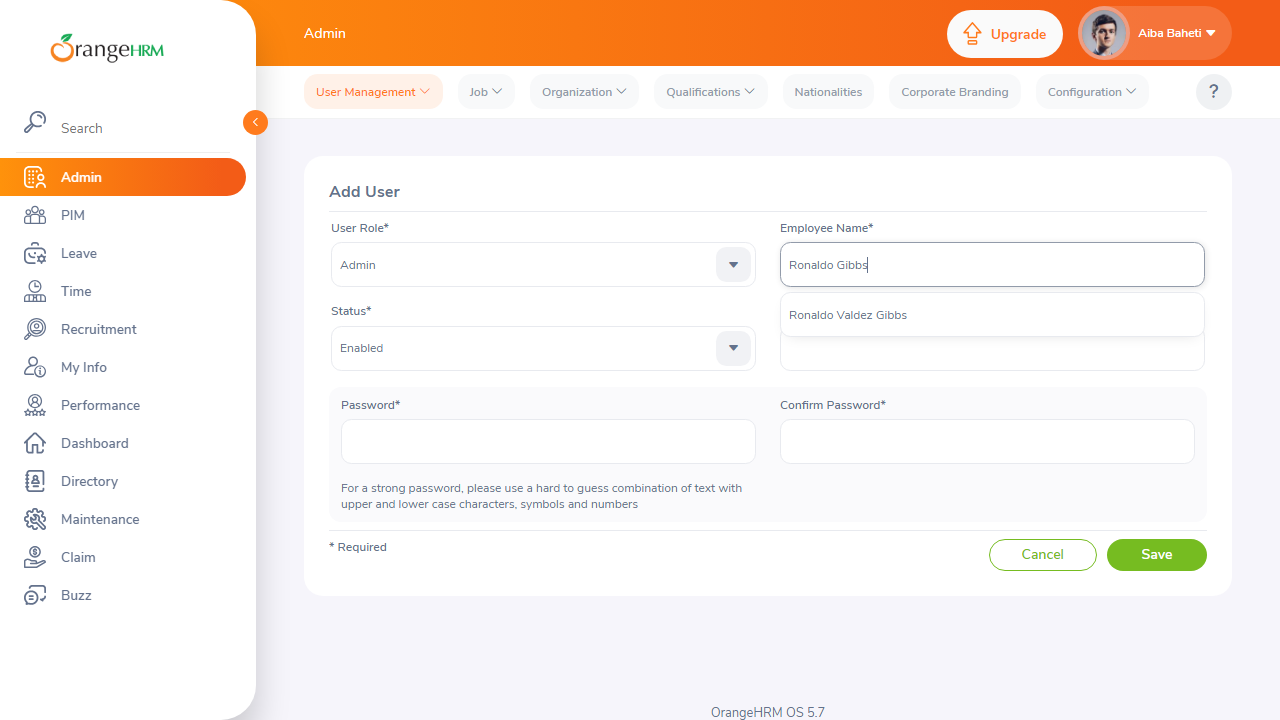 OrangeHRM
Admin
Upgrade
Aiba Baheti
User Management
Job
Organization
Qualifications
Nationalities
Corporate Branding
Configuration
?
Search
Admin
PIM
Leave
Time
Recruitment
My Info
Performance
Dashboard
Directory
Maintenance
Claim
Buzz
Add User
User Role*
Admin
Employee Name*
Ronaldo Gibbs
Ronaldo Valdez Gibbs
Status*
Enabled
Password*
Confirm Password*
For a strong password, please use a hard to guess combination of text with
upper and lower case characters, symbols and numbers
* Required
Cancel
Save
OrangeHRM OS 5.7